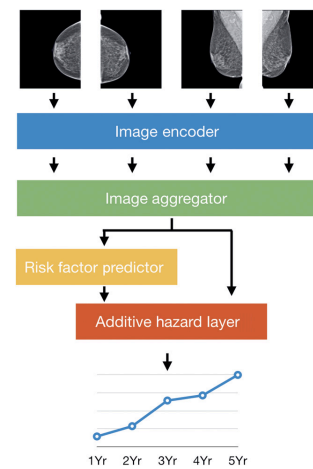 Image encoder
Image aggregator
Risk factor predictor
Additive hazard layer
1Yr 2Yr 3Yr 4Yr 5Yr